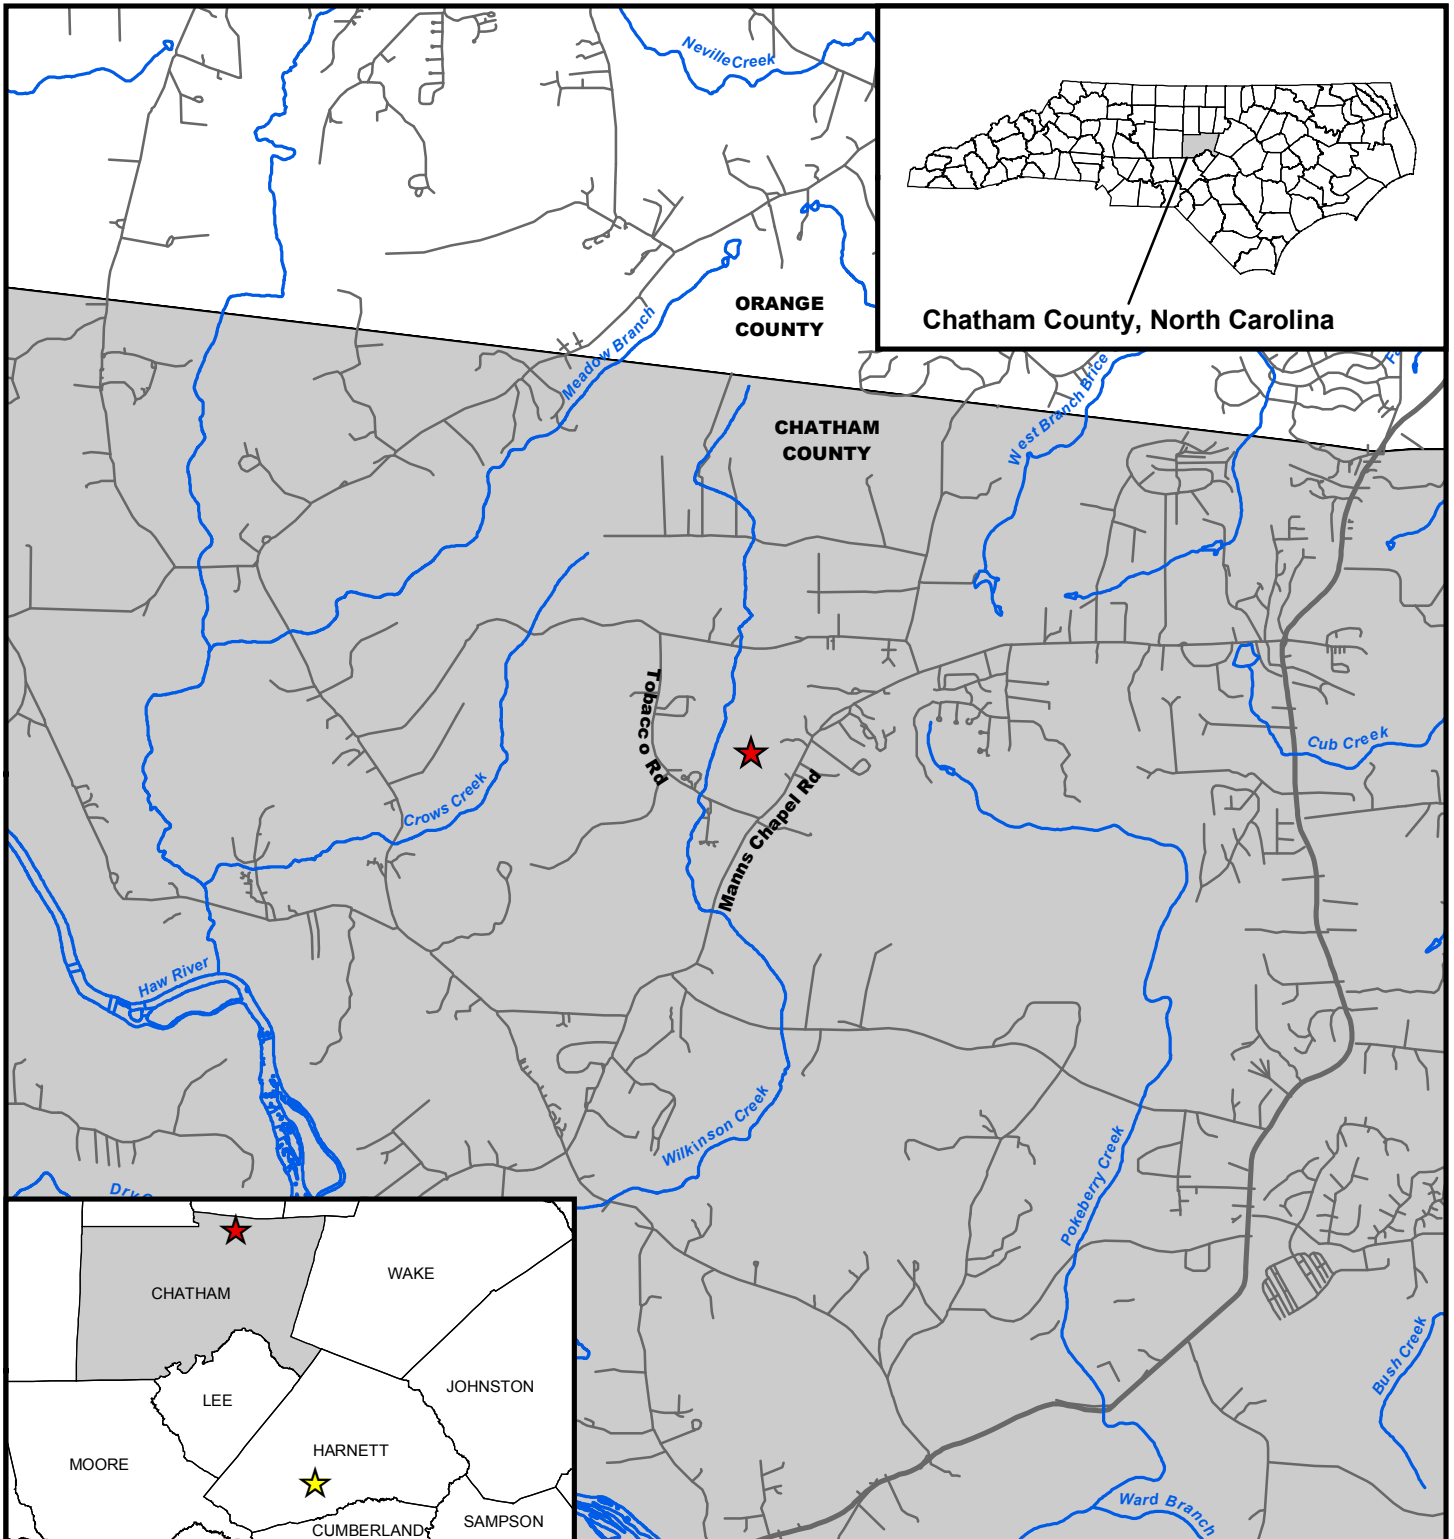 Neville Creek
ORANGE
COUNTY
Chatham County, North Carolina
Meadow Branch
West Branch Brice
CHATHAM
COUNTY
Tobacco Rd
Manns Chapel Rd
Cub Creek
Crows Creek
Haw River
Wilkinson Creek
Pokeberry Creek
Bush Creek
Ward Branch
CHATHAM
WAKE
LEE
JOHNSTON
HARNETT
MOORE
CUMBERLAND
SAMPSON